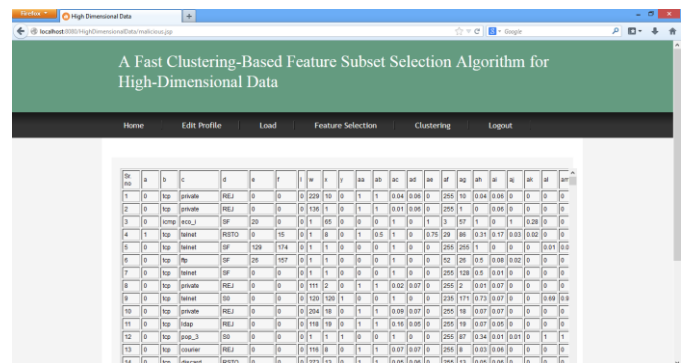 Firefox
High Dimensional Data
localhost:8080/HighDimensionalData/malicious.jsp
Google
A Fast Clustering-Based Feature Subset Selection Algorithm for
High-Dimensional Data
Home Edit Profile Load Feature Selection Clustering Logout
Sr no a b c d e f l w x y aa ab ac ad ae af ag ah ai aj ak al am
1 0 tcp private REJ 0 0 0 229 10 0 1 1 0.04 0.06 0 255 10 0.04 0.06 0 0 0 0
2 0 tcp private REJ 0 0 0 136 1 0 1 1 0.01 0.06 0 255 1 0 0.06 0 0 0 0
3 0 icmp eco_i SF 20 0 0 1 65 0 0 0 1 0 1 3 57 1 0 1 0.28 0 0
4 1 tcp telnet RSTO 0 15 0 1 8 0 1 0.5 1 0 0.75 29 86 0.31 0.17 0.03 0.02 0 0
5 0 tcp telnet SF 129 174 0 1 1 0 0 0 1 0 0 255 255 1 0 0 0 0.01 0.0
6 0 tcp ftp SF 26 157 0 1 1 0 0 0 1 0 0 52 26 0.5 0.08 0.02 0 0 0
7 0 tcp telnet SF 0 0 0 1 1 0 0 0 1 0 0 255 128 0.5 0.01 0 0 0 0
8 0 tcp private REJ 0 0 0 111 2 0 1 1 0.02 0.07 0 255 2 0.01 0.07 0 0 0 0
9 0 tcp telnet S0 0 0 0 120 120 1 0 0 1 0 0 235 171 0.73 0.07 0 0 0.69 0.9
10 0 tcp private REJ 0 0 0 204 18 0 1 1 0.09 0.07 0 255 18 0.07 0.07 0 0 0 0
11 0 tcp ldap REJ 0 0 0 118 19 0 1 1 0.16 0.05 0 255 19 0.07 0.05 0 0 0 0
12 0 tcp pop_3 S0 0 0 0 1 1 1 0 0 1 0 0 255 87 0.34 0.01 0.01 0 1 1
13 0 tcp courier REJ 0 0 0 116 8 0 1 1 0.07 0.07 0 255 8 0.03 0.06 0 0 0 0
14 0 tcp discard RSTO 0 0 0